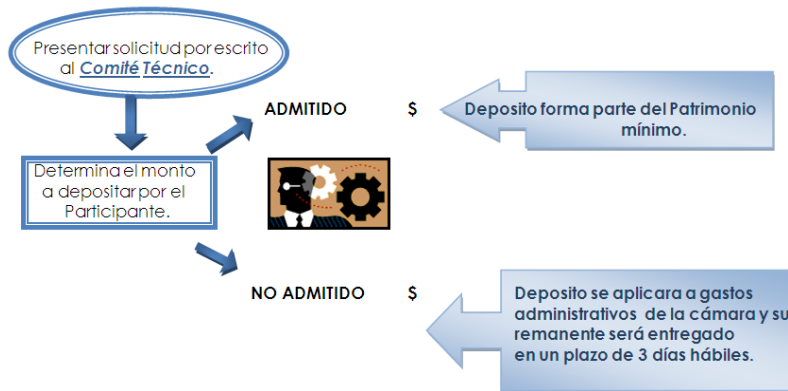 Presentar solicitud por escrito
al Comité Técnico.
ADMITIDO $
Deposito forma parte del Patrimonio
mínimo.
Determina el monto
a depositar por el
Participante.
NO ADMITIDO $
Deposito se aplicara a gastos
administrativos de la cámara y su
remanente será entregado
en un plazo de 3 días hábiles.